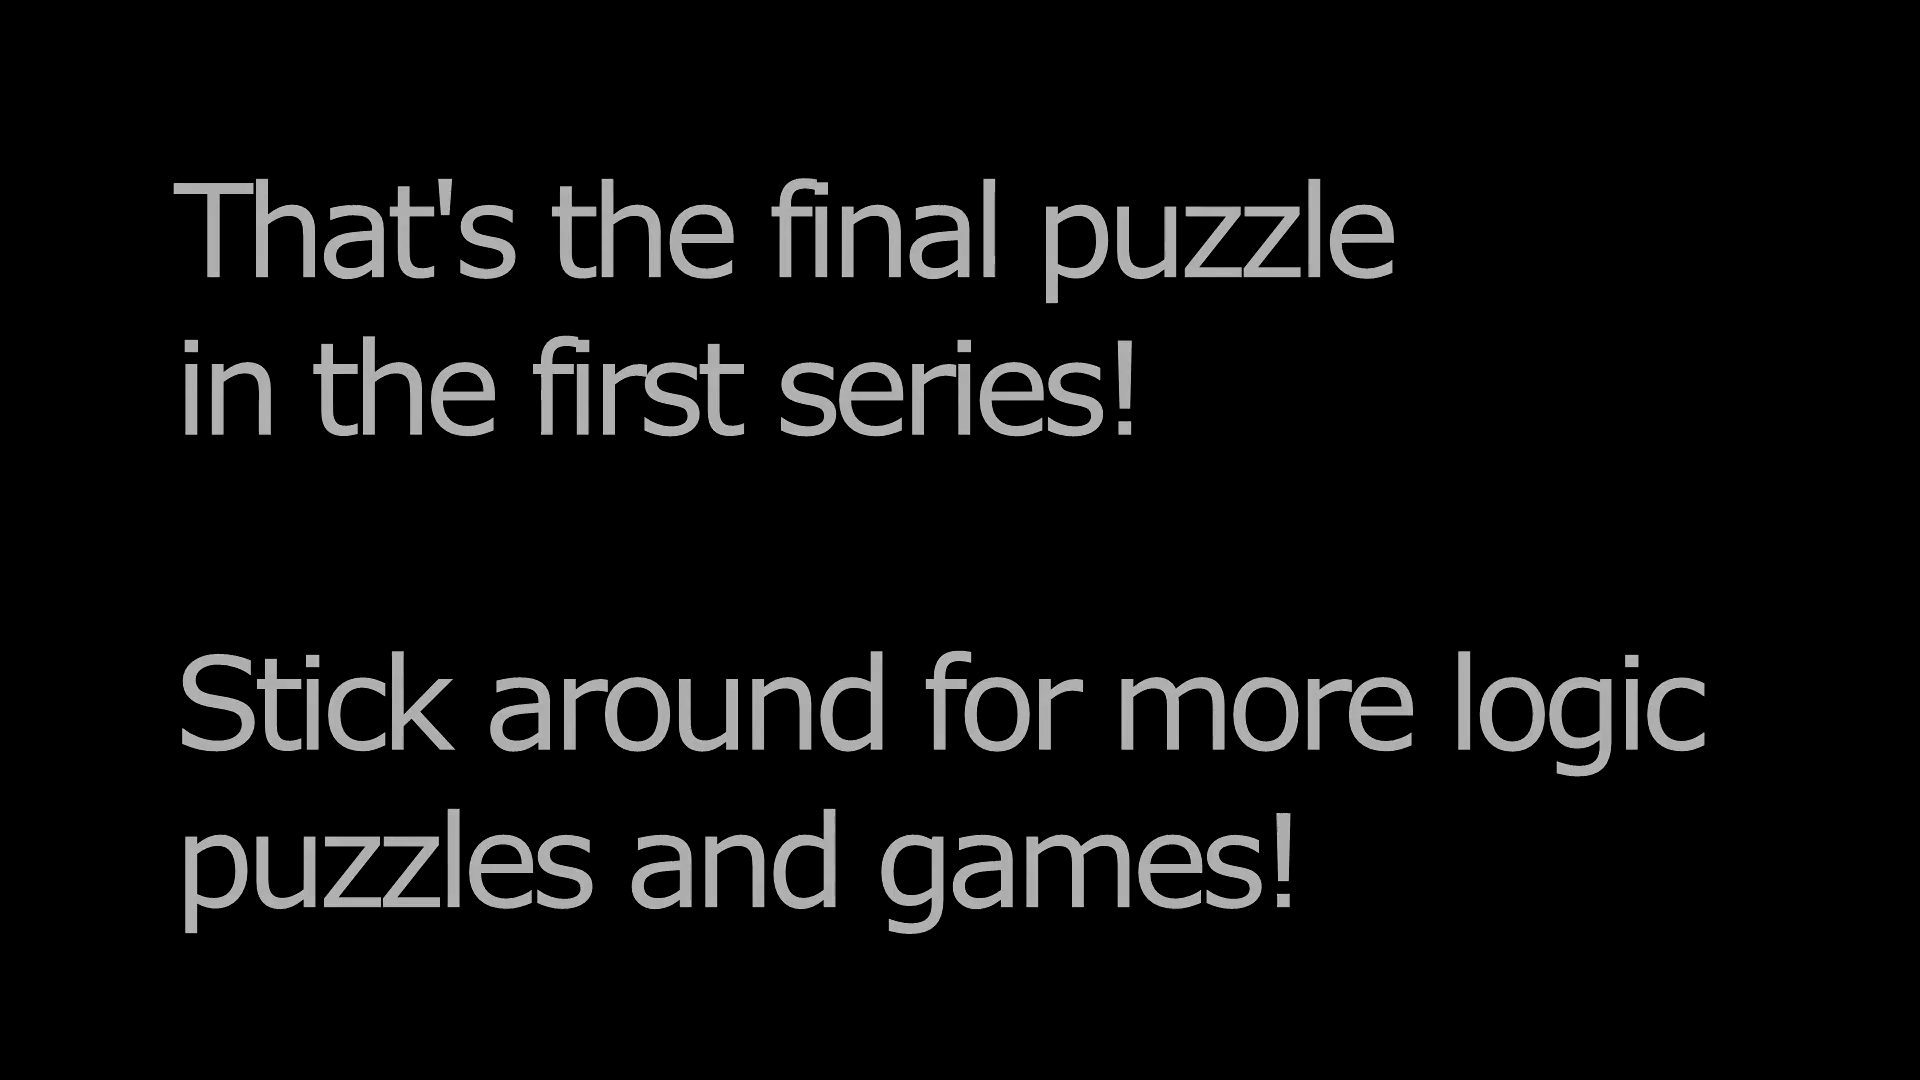 That's the final puzzle
in the first series!
Stick around for more logic
puzzles and games!